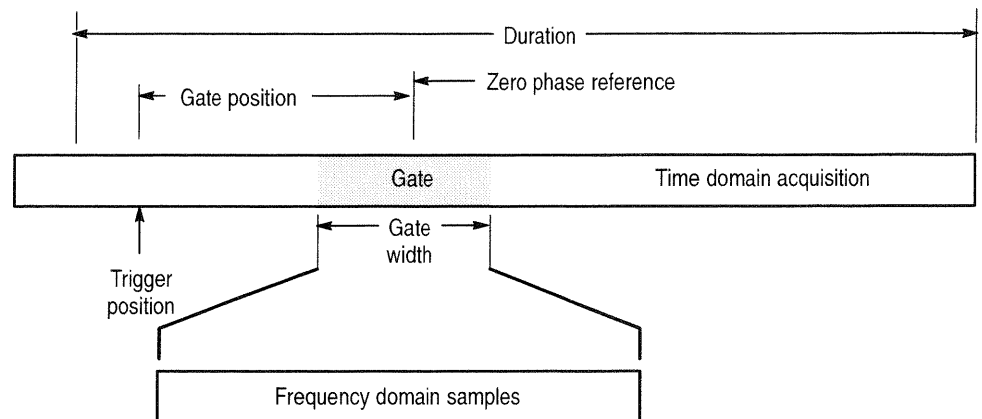 Duration
Zero phase reference
Gate position
Gate
Time domain acquisition
Gate
width
Trigger
position
Frequency domain samples